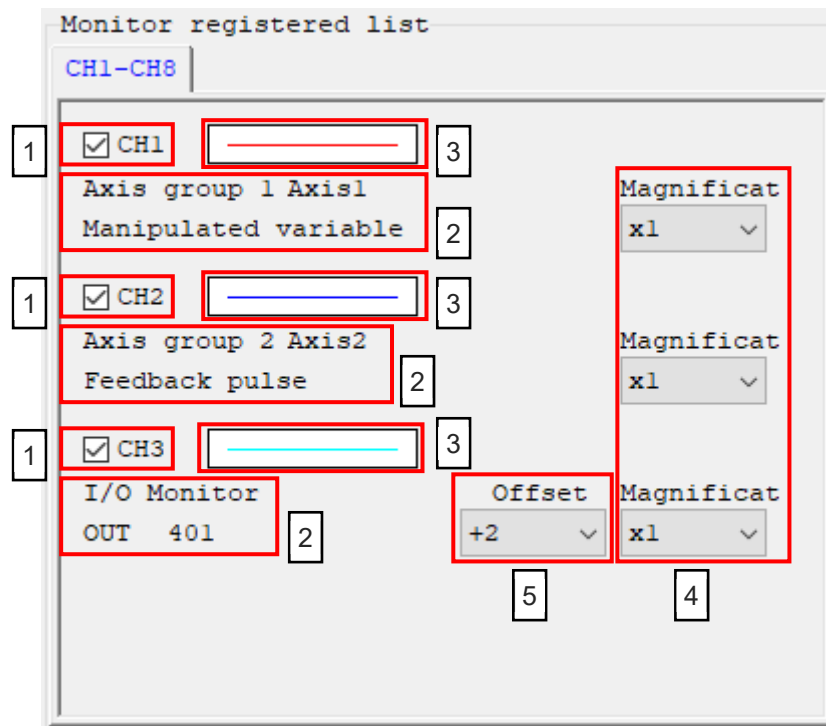 Monitor registered list
CH1-CH8
1 CH1 3
Axis group 1 Axis1 Magnificat
Manipulated variable 2 x1
1 CH2 3
Axis group 2 Axis2 Magnificat
Feedback pulse 2 x1
1 CH3 3
I/O Monitor Offset Magnificat
OUT 401 2 +2 x1
5 4